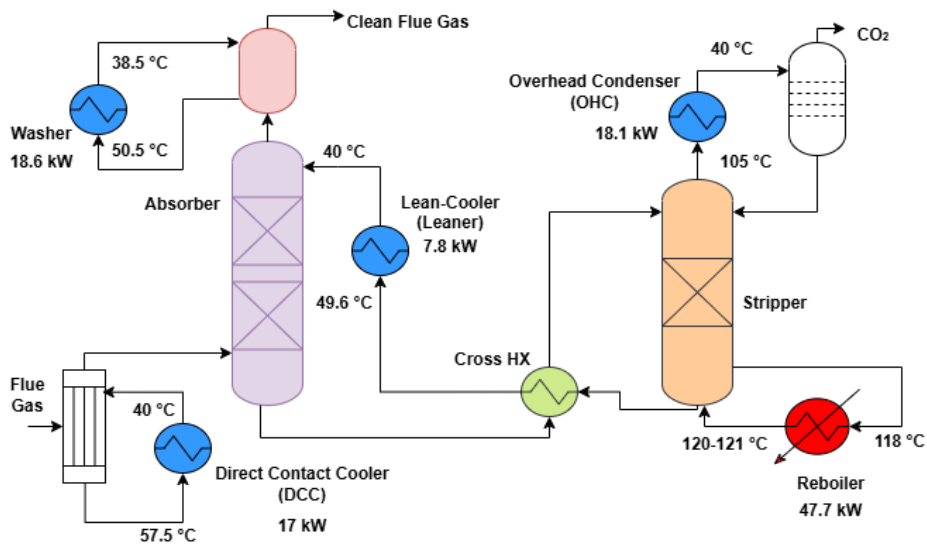 Clean Flue Gas
38.5 °C
Washer
18.6 kW
50.5 °C
Absorber
40 °C
Lean-Cooler
(Leaner)
7.8 kW
49.6 °C
Overhead Condenser
(OHC)
18.1 kW
40 °C
CO₂
105 °C
Stripper
Cross HX
Flue
Gas
40 °C
Direct Contact Cooler
(DCC)
17 kW
57.5 °C
120-121 °C
118 °C
Reboiler
47.7 kW